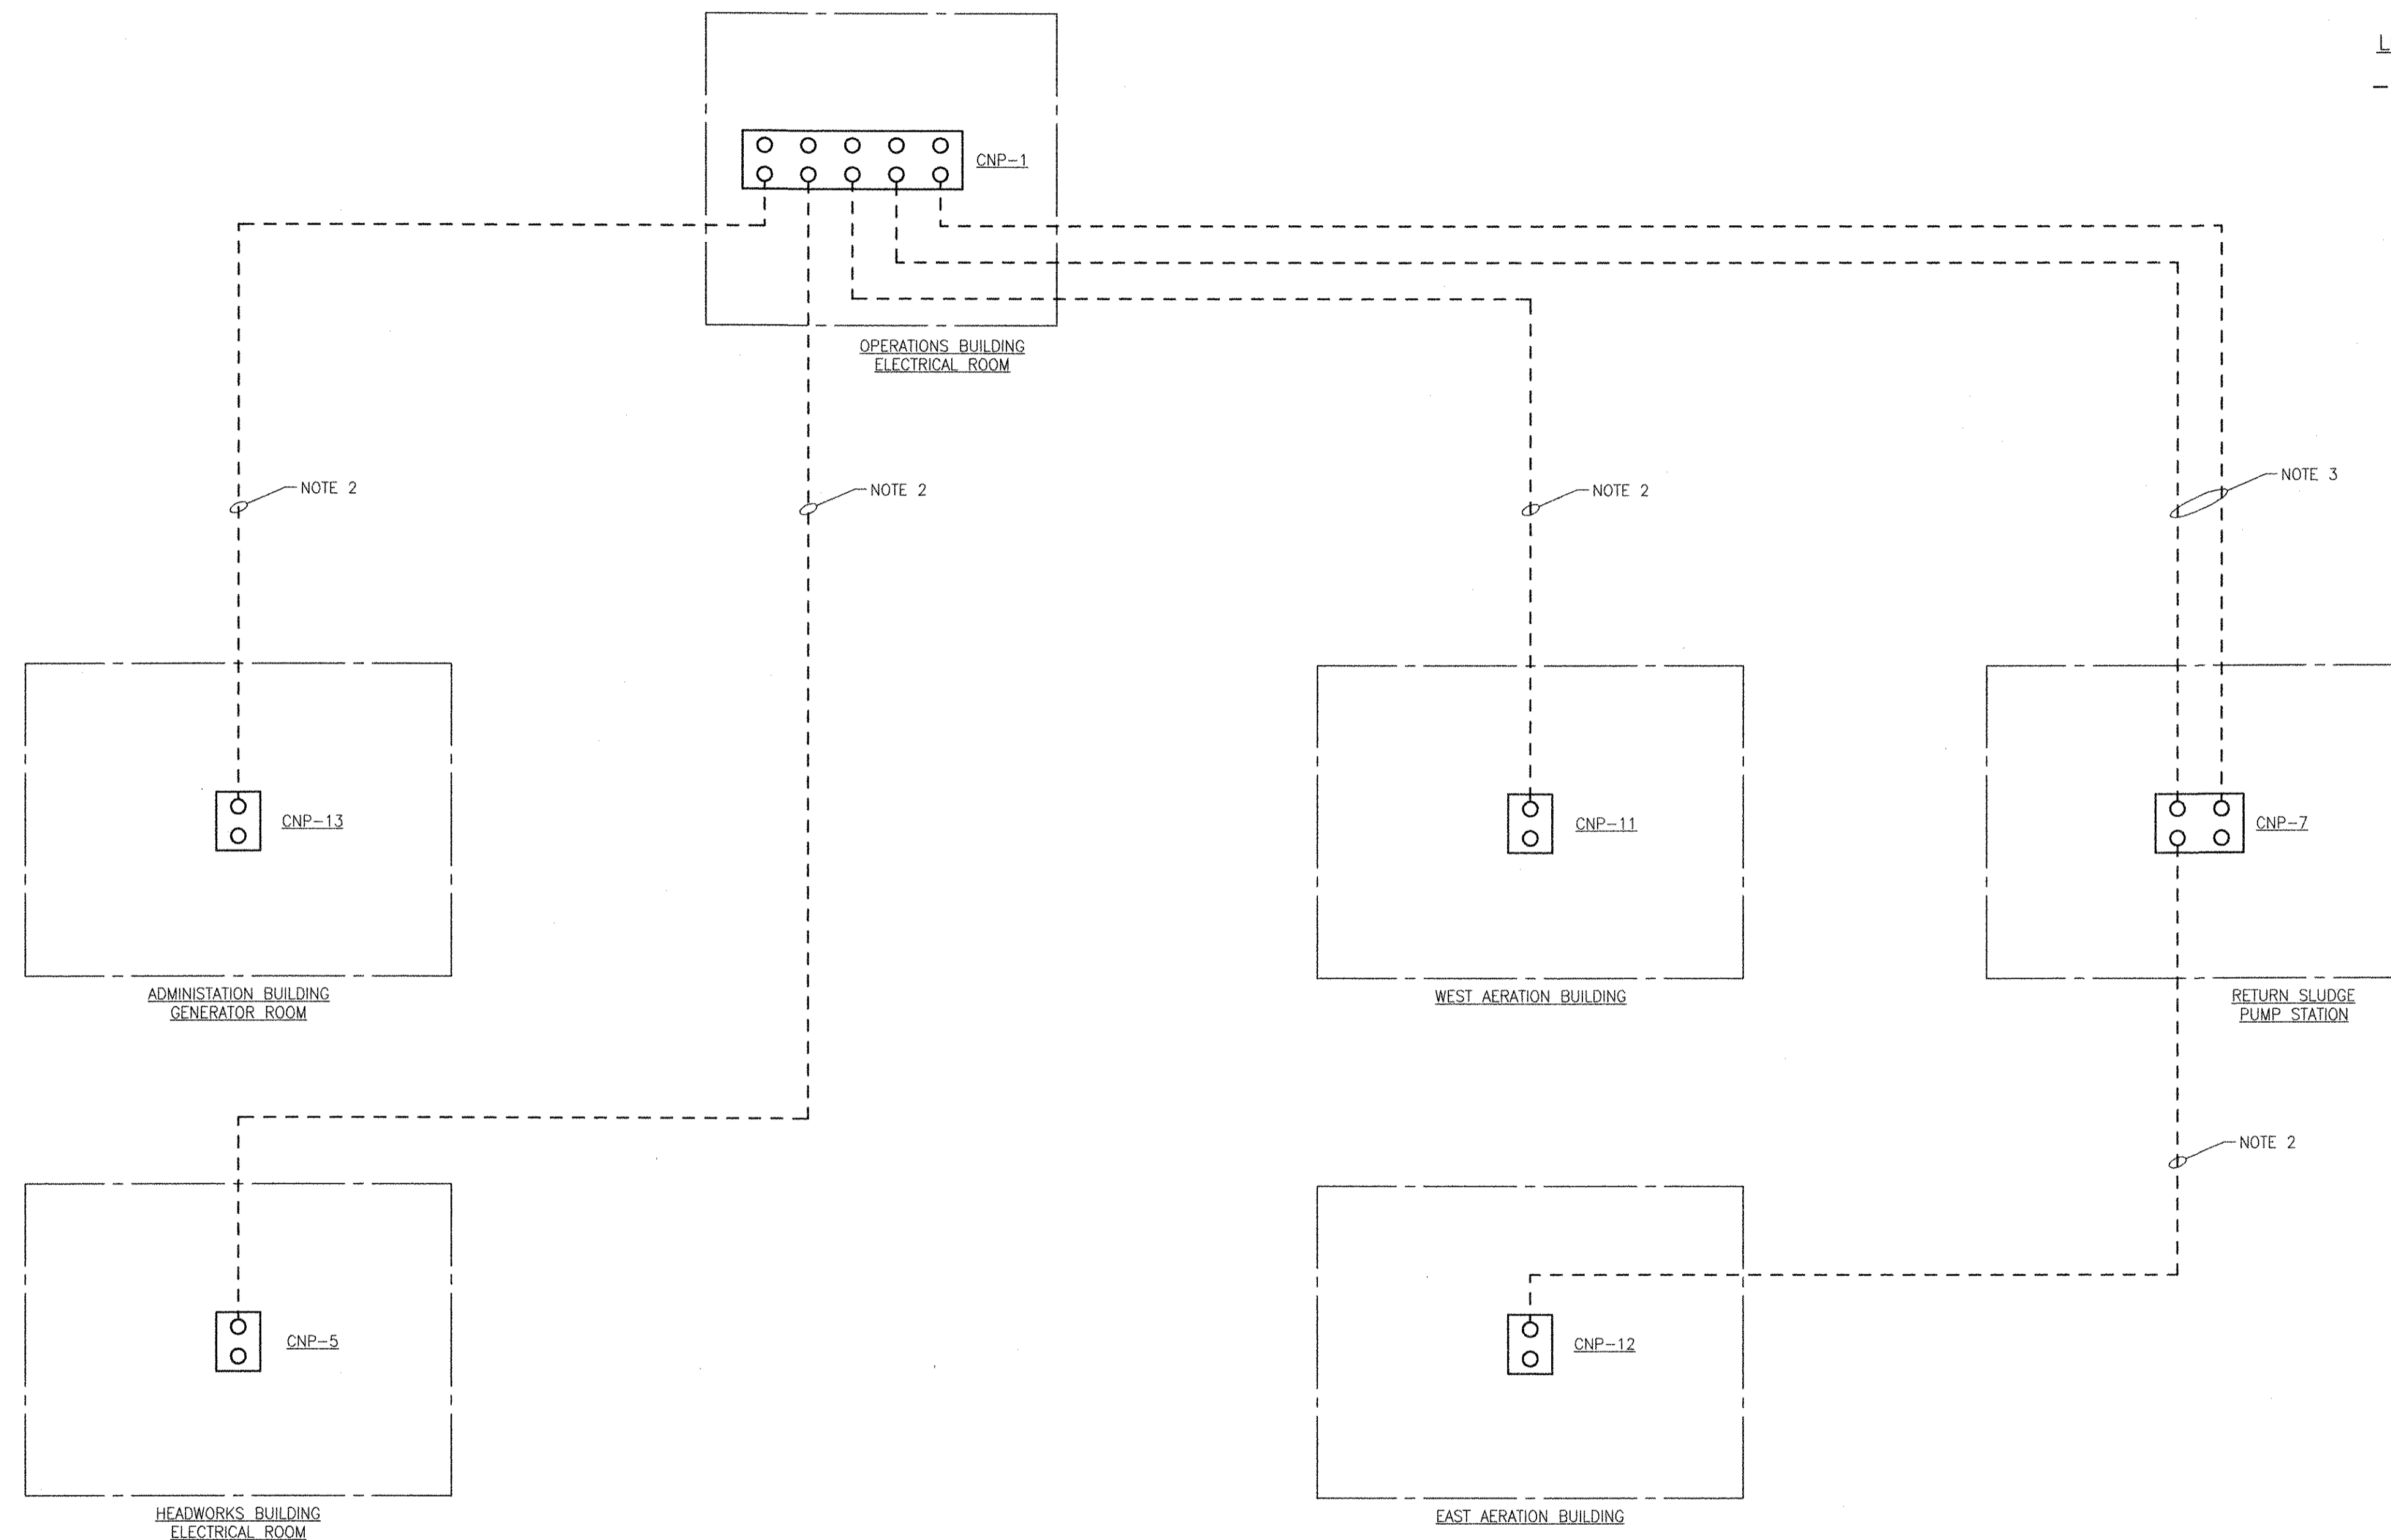 L
CNP-1
OPERATIONS BUILDING
ELECTRICAL ROOM
NOTE 2
NOTE 2
NOTE 2
NOTE 3
CNP-13
CNP-11
CNP-7
ADMINISTATION BUILDING
GENERATOR ROOM
WEST AERATION BUILDING
RETURN SLUDGE
PUMP STATION
NOTE 2
CNP-5
CNP-12
HEADWORKS BUILDING
ELECTRICAL ROOM
EAST AERATION BUILDING